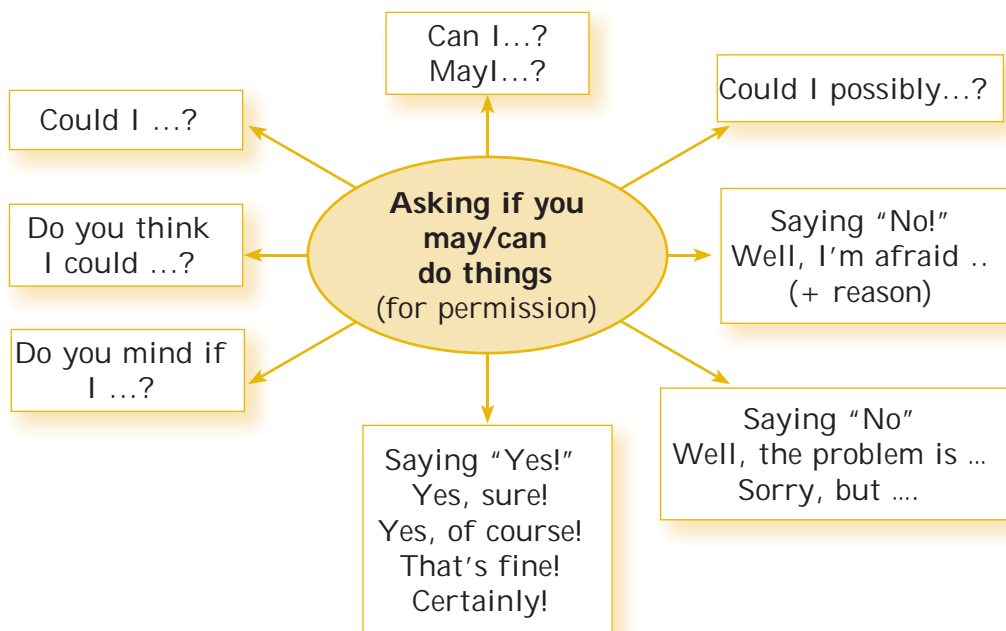 Can I...?
MayI...?
Could I possibly...?
Could I ...?
Asking if you
may/can
do things
(for permission)
Do you think
I could ...?
Saying “No!”
Well, I'm afraid ..
(+ reason)
Do you mind if
I ...?
Saying “No”
Well, the problem is ...
Sorry, but ....
Saying “Yes!”
Yes, sure!
Yes, of course!
That's fine!
Certainly!